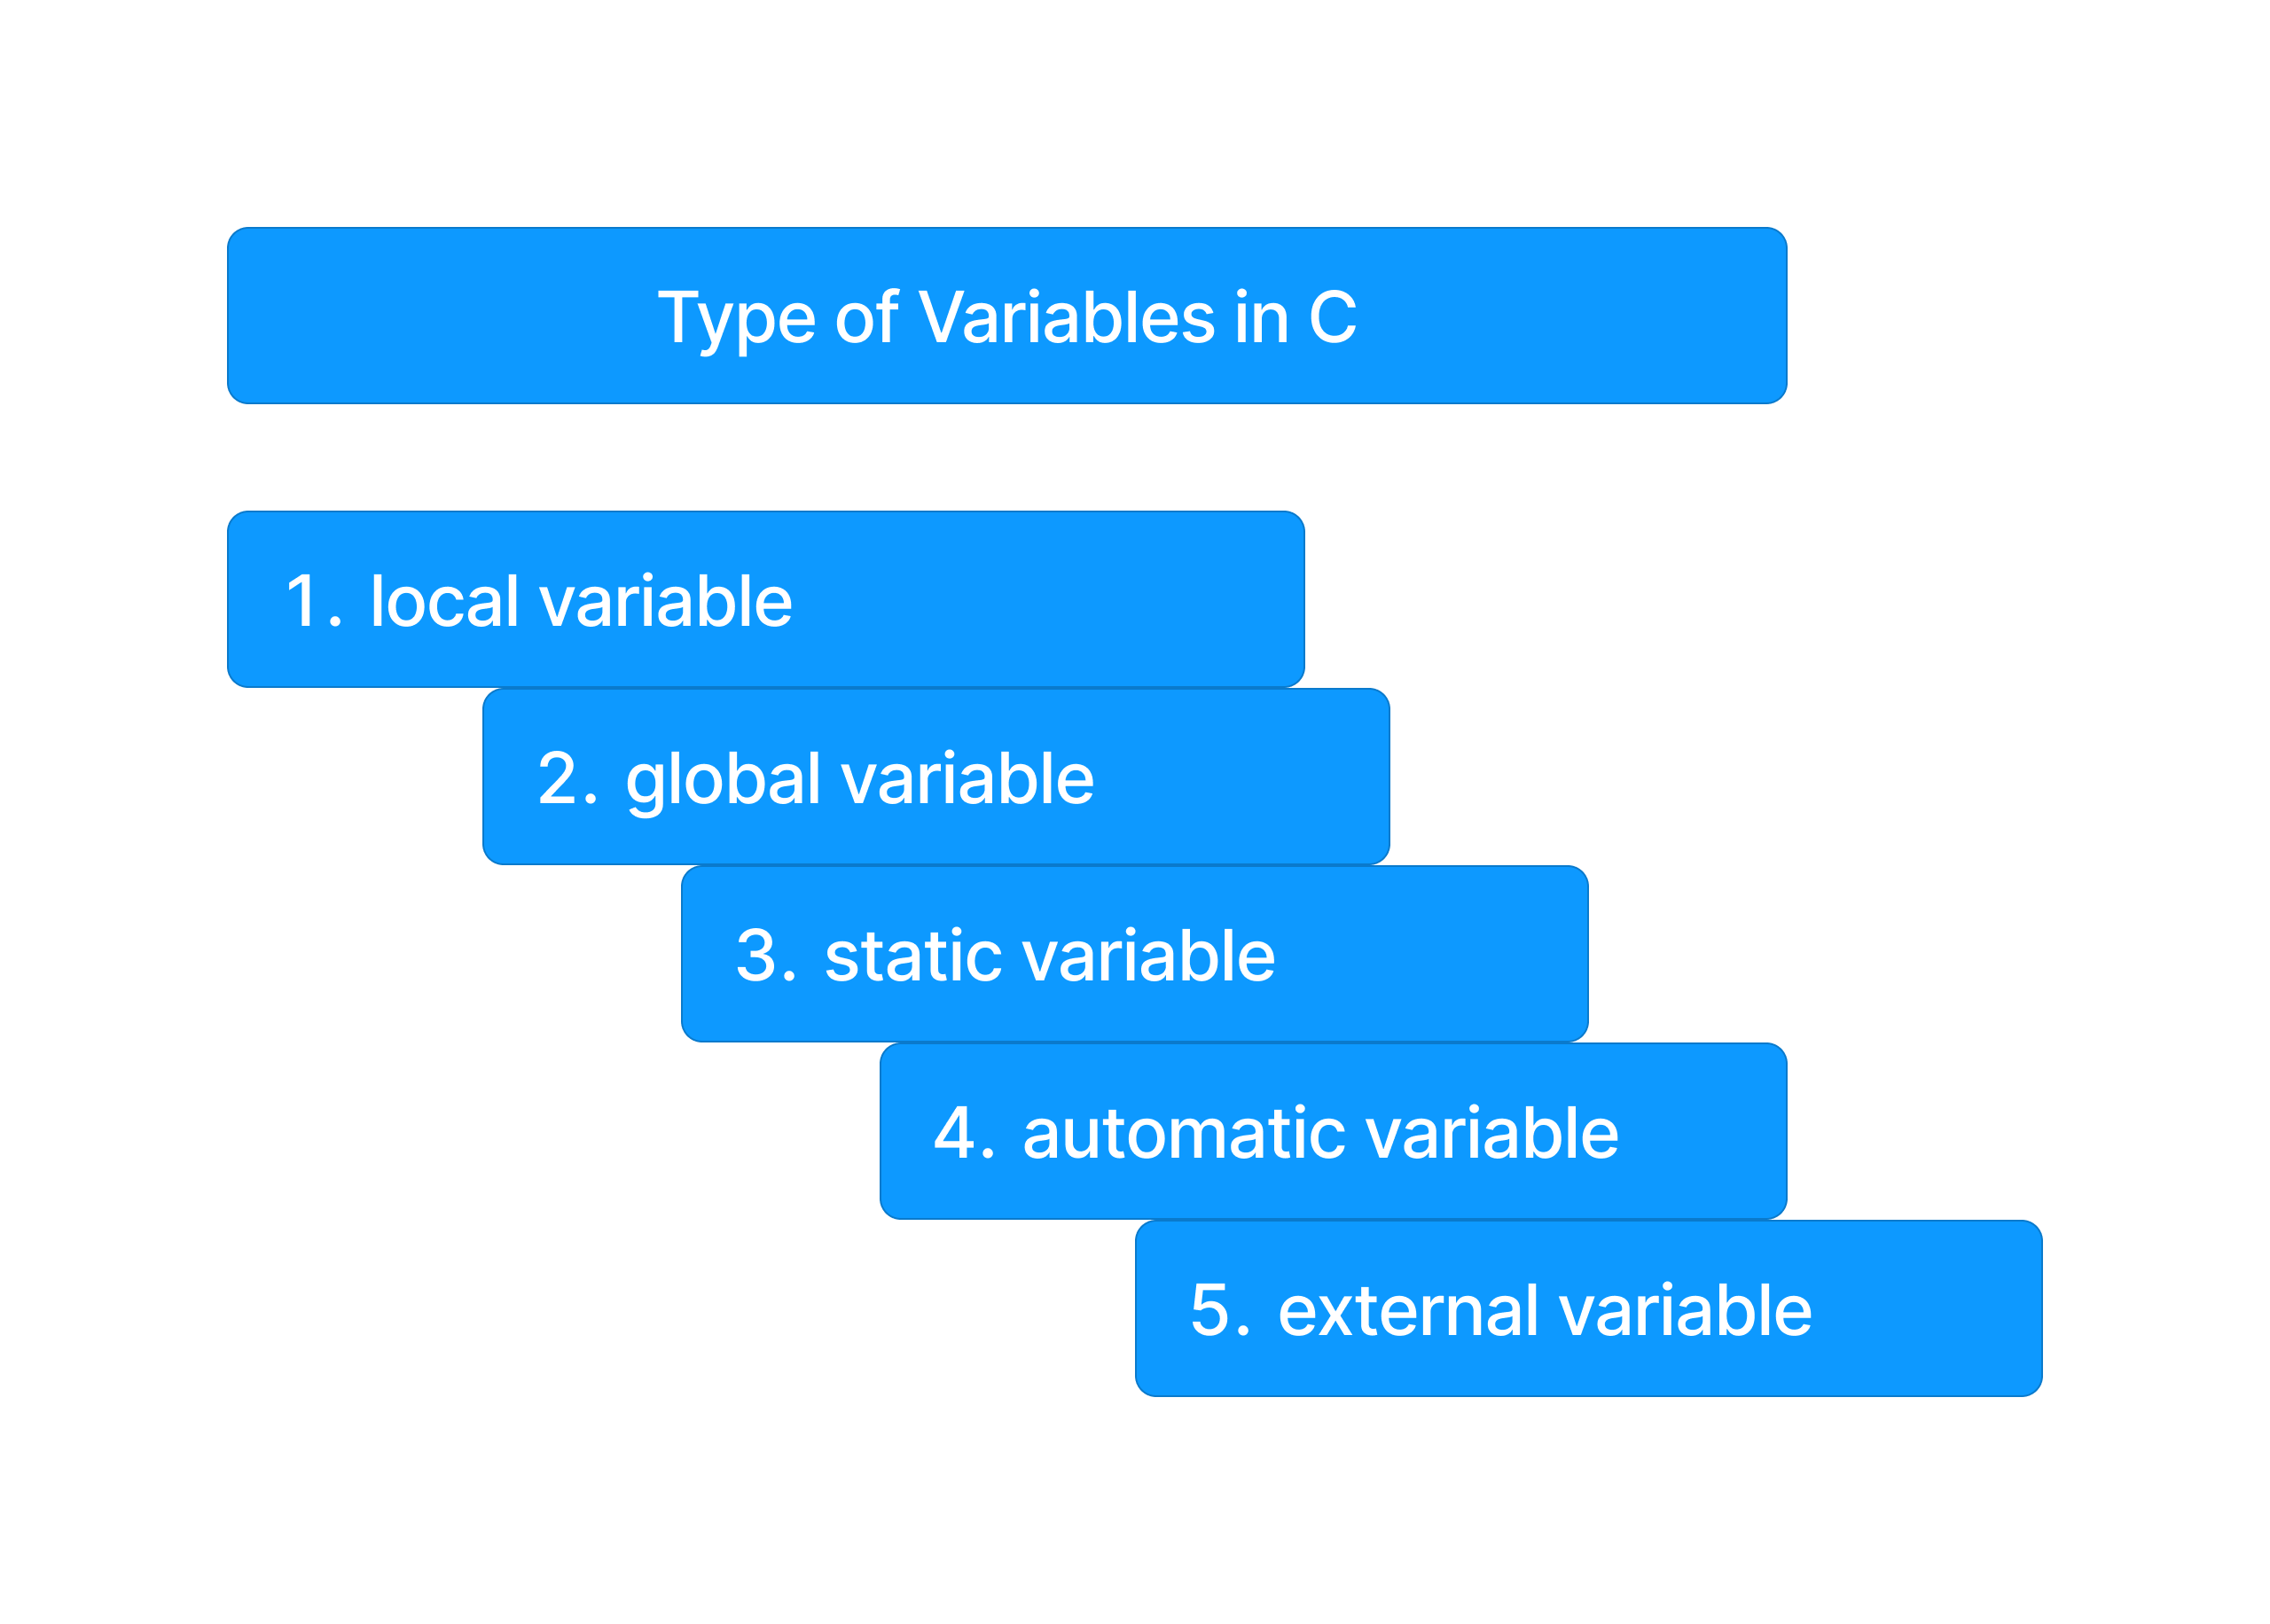 Type of Variables in C
1. local variable
2. global variable
3. static variable
4. automatic variable
5. external variable